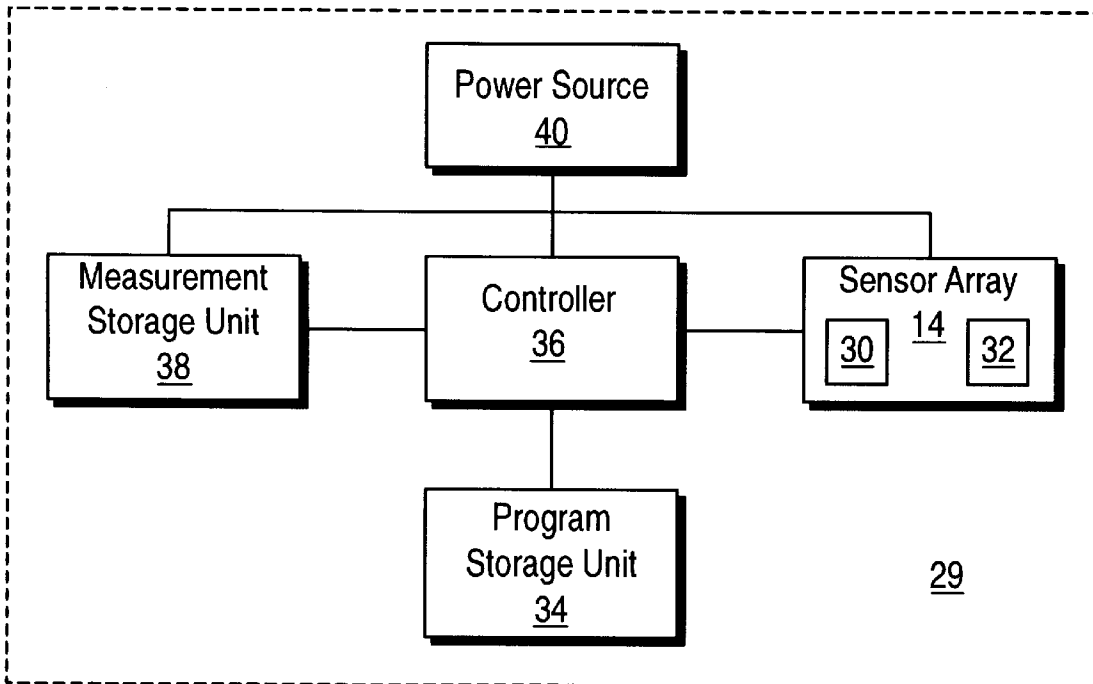 Power Source
40
Measurement
Storage Unit
38
Controller
36
Sensor Array
14
30
32
Program
Storage Unit
34
29